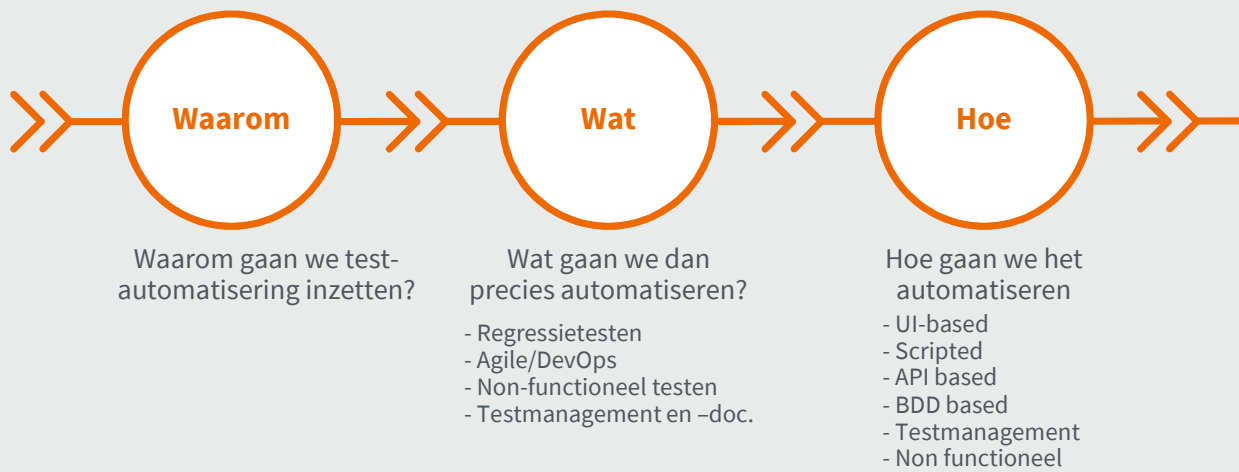 Waarom
Wat
Hoe
Waarom gaan we test-
automatisering inzetten?
Wat gaan we dan
precies automatiseren?
- Regressietesten
- Agile/DevOps
- Non-functioneel testen
- Testmanagement en –doc.
Hoe gaan we het
automatiseren
- UI-based
- Scripted
- API based
- BDD based
- Testmanagement
- Non functioneel